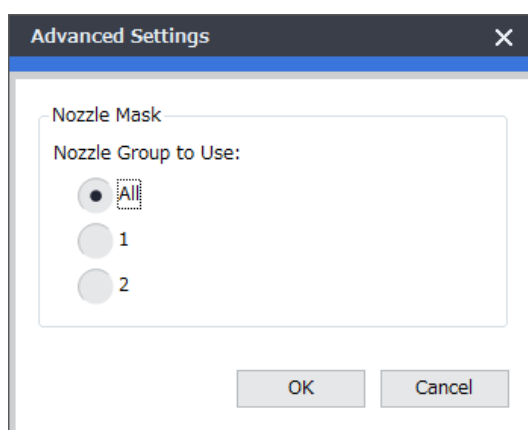 Advanced Settings
Nozzle Mask
Nozzle Group to Use:
All
1
2
OK Cancel